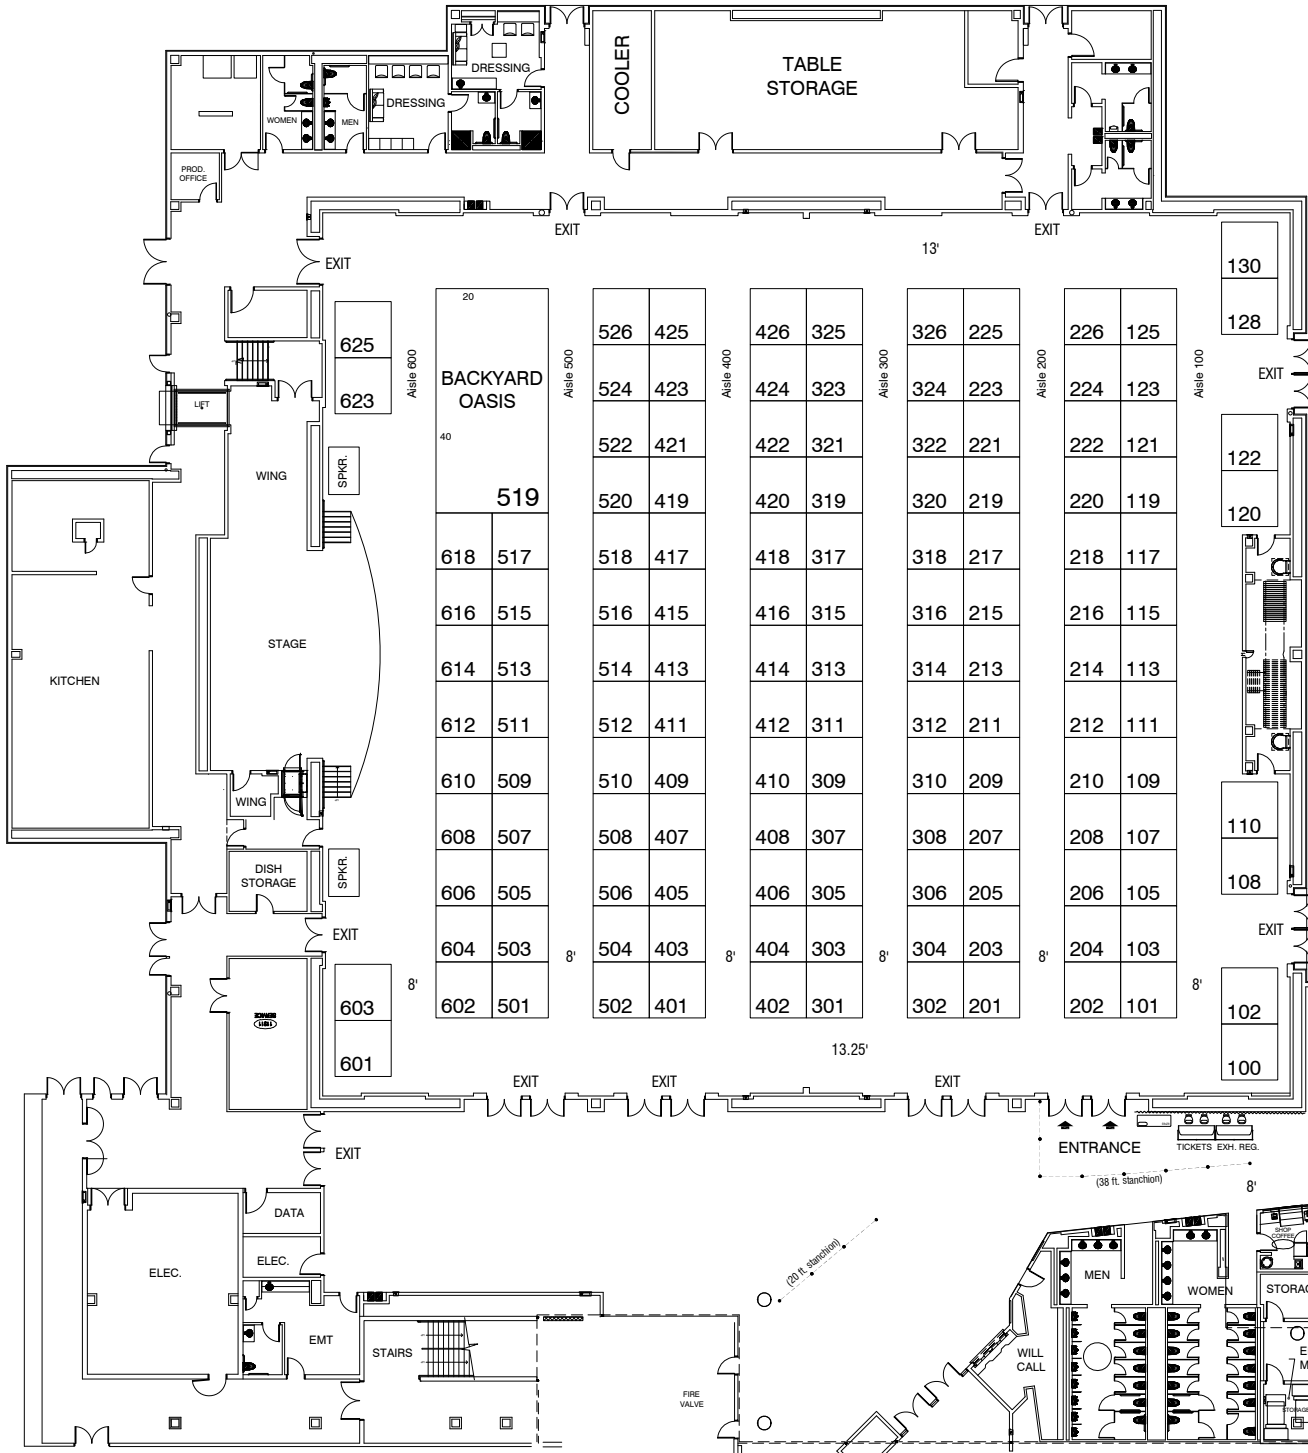 COOLER
TABLE
STORAGE
DRESSING
DRESSING
WOMEN
MEN
PROD.
OFFICE
EXIT
EXIT
EXIT
13'
130
128
20
625
623
Aisle 600
BACKYARD
OASIS
40
519
Aisle 500
526 425
524 423
522 421
520 419
Aisle 400
426 325
424 323
422 321
420 319
Aisle 300
326 225
324 223
322 221
320 219
Aisle 200
226 125
224 123
222 121
220 119
Aisle 100
EXIT
122
120
LIFT
WING
SPKR.
STAGE
KITCHEN
618 517 518 417 418 317 318 217 218 117
616 515 516 415 416 315 316 215 216 115
614 513 514 413 414 313 314 213 214 113
612 511 512 411 412 311 312 211 212 111
610 509 510 409 410 309 310 209 210 109
608 507 508 407 408 307 308 207 208 107
606 505 506 405 406 305 306 205 206 105
604 503 504 403 404 303 304 203 204 103
602 501 502 401 402 301 302 201 202 101
WING
110
108
DISH
STORAGE
SPKR.
EXIT
EXIT
8' 8' 8' 8' 8' 8'
603
601
102
100
SERVICE
13.25'
EXIT
EXIT
EXIT
ENTRANCE
TICKETS EXH. REG.
(38 ft. stanchion)
8'
EXIT
DATA
ELEC.
ELEC.
(20 ft. stanchion)
SHOP
COFFEE
MEN
WOMEN
EMT
STAIRS
WILL
CALL
FIRE
VALVE